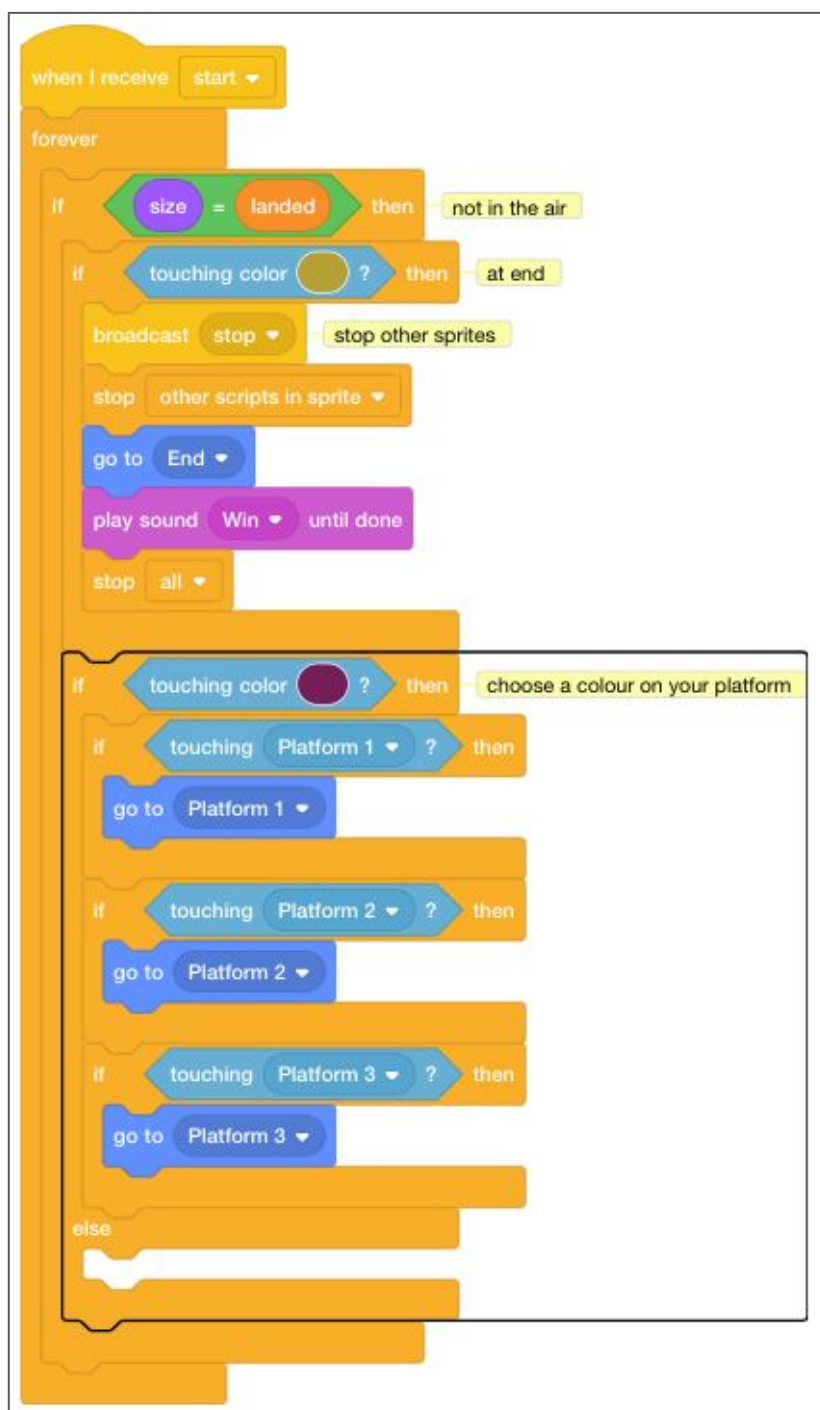 when I receive start
forever
if size = landed then not in the air
if touching color ? then at end
broadcast stop stop other sprites
stop other scripts in sprite
go to End
play sound Win until done
stop all
if touching color ? then choose a colour on your platform
if touching Platform 1 ? then
go to Platform 1
if touching Platform 2 ? then
go to Platform 2
if touching Platform 3 ? then
go to Platform 3
else